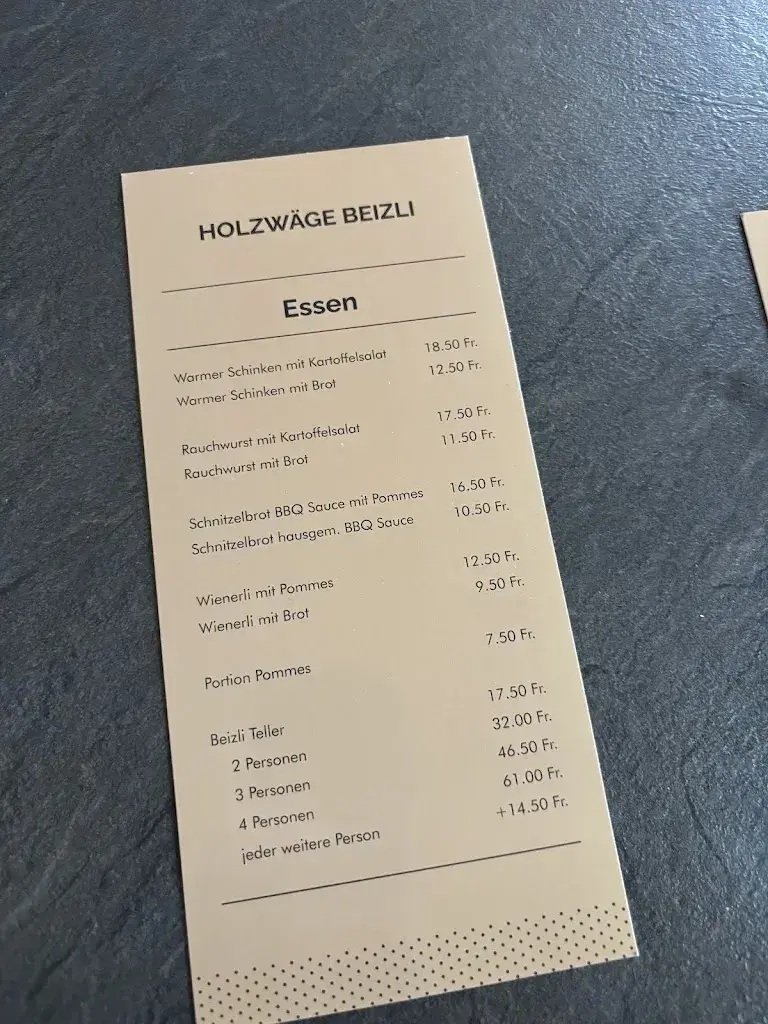 HOLZWÄGE BEIZLI
Essen
Warmer Schinken mit Kartoffelsalat 18.50 Fr.
Warmer Schinken mit Brot 12.50 Fr.
Rauchwurst mit Kartoffelsalat 17.50 Fr.
Rauchwurst mit Brot 11.50 Fr.
Schnitzelbrot BBQ Sauce mit Pommes 16.50 Fr.
Schnitzelbrot hausgem. BBQ Sauce 10.50 Fr.
Wienerli mit Pommes 12.50 Fr.
Wienerli mit Brot 9.50 Fr.
Portion Pommes 7.50 Fr.
Beizli Teller 17.50 Fr.
2 Personen 32.00 Fr.
3 Personen 46.50 Fr.
4 Personen 61.00 Fr.
jeder weitere Person +14.50 Fr.